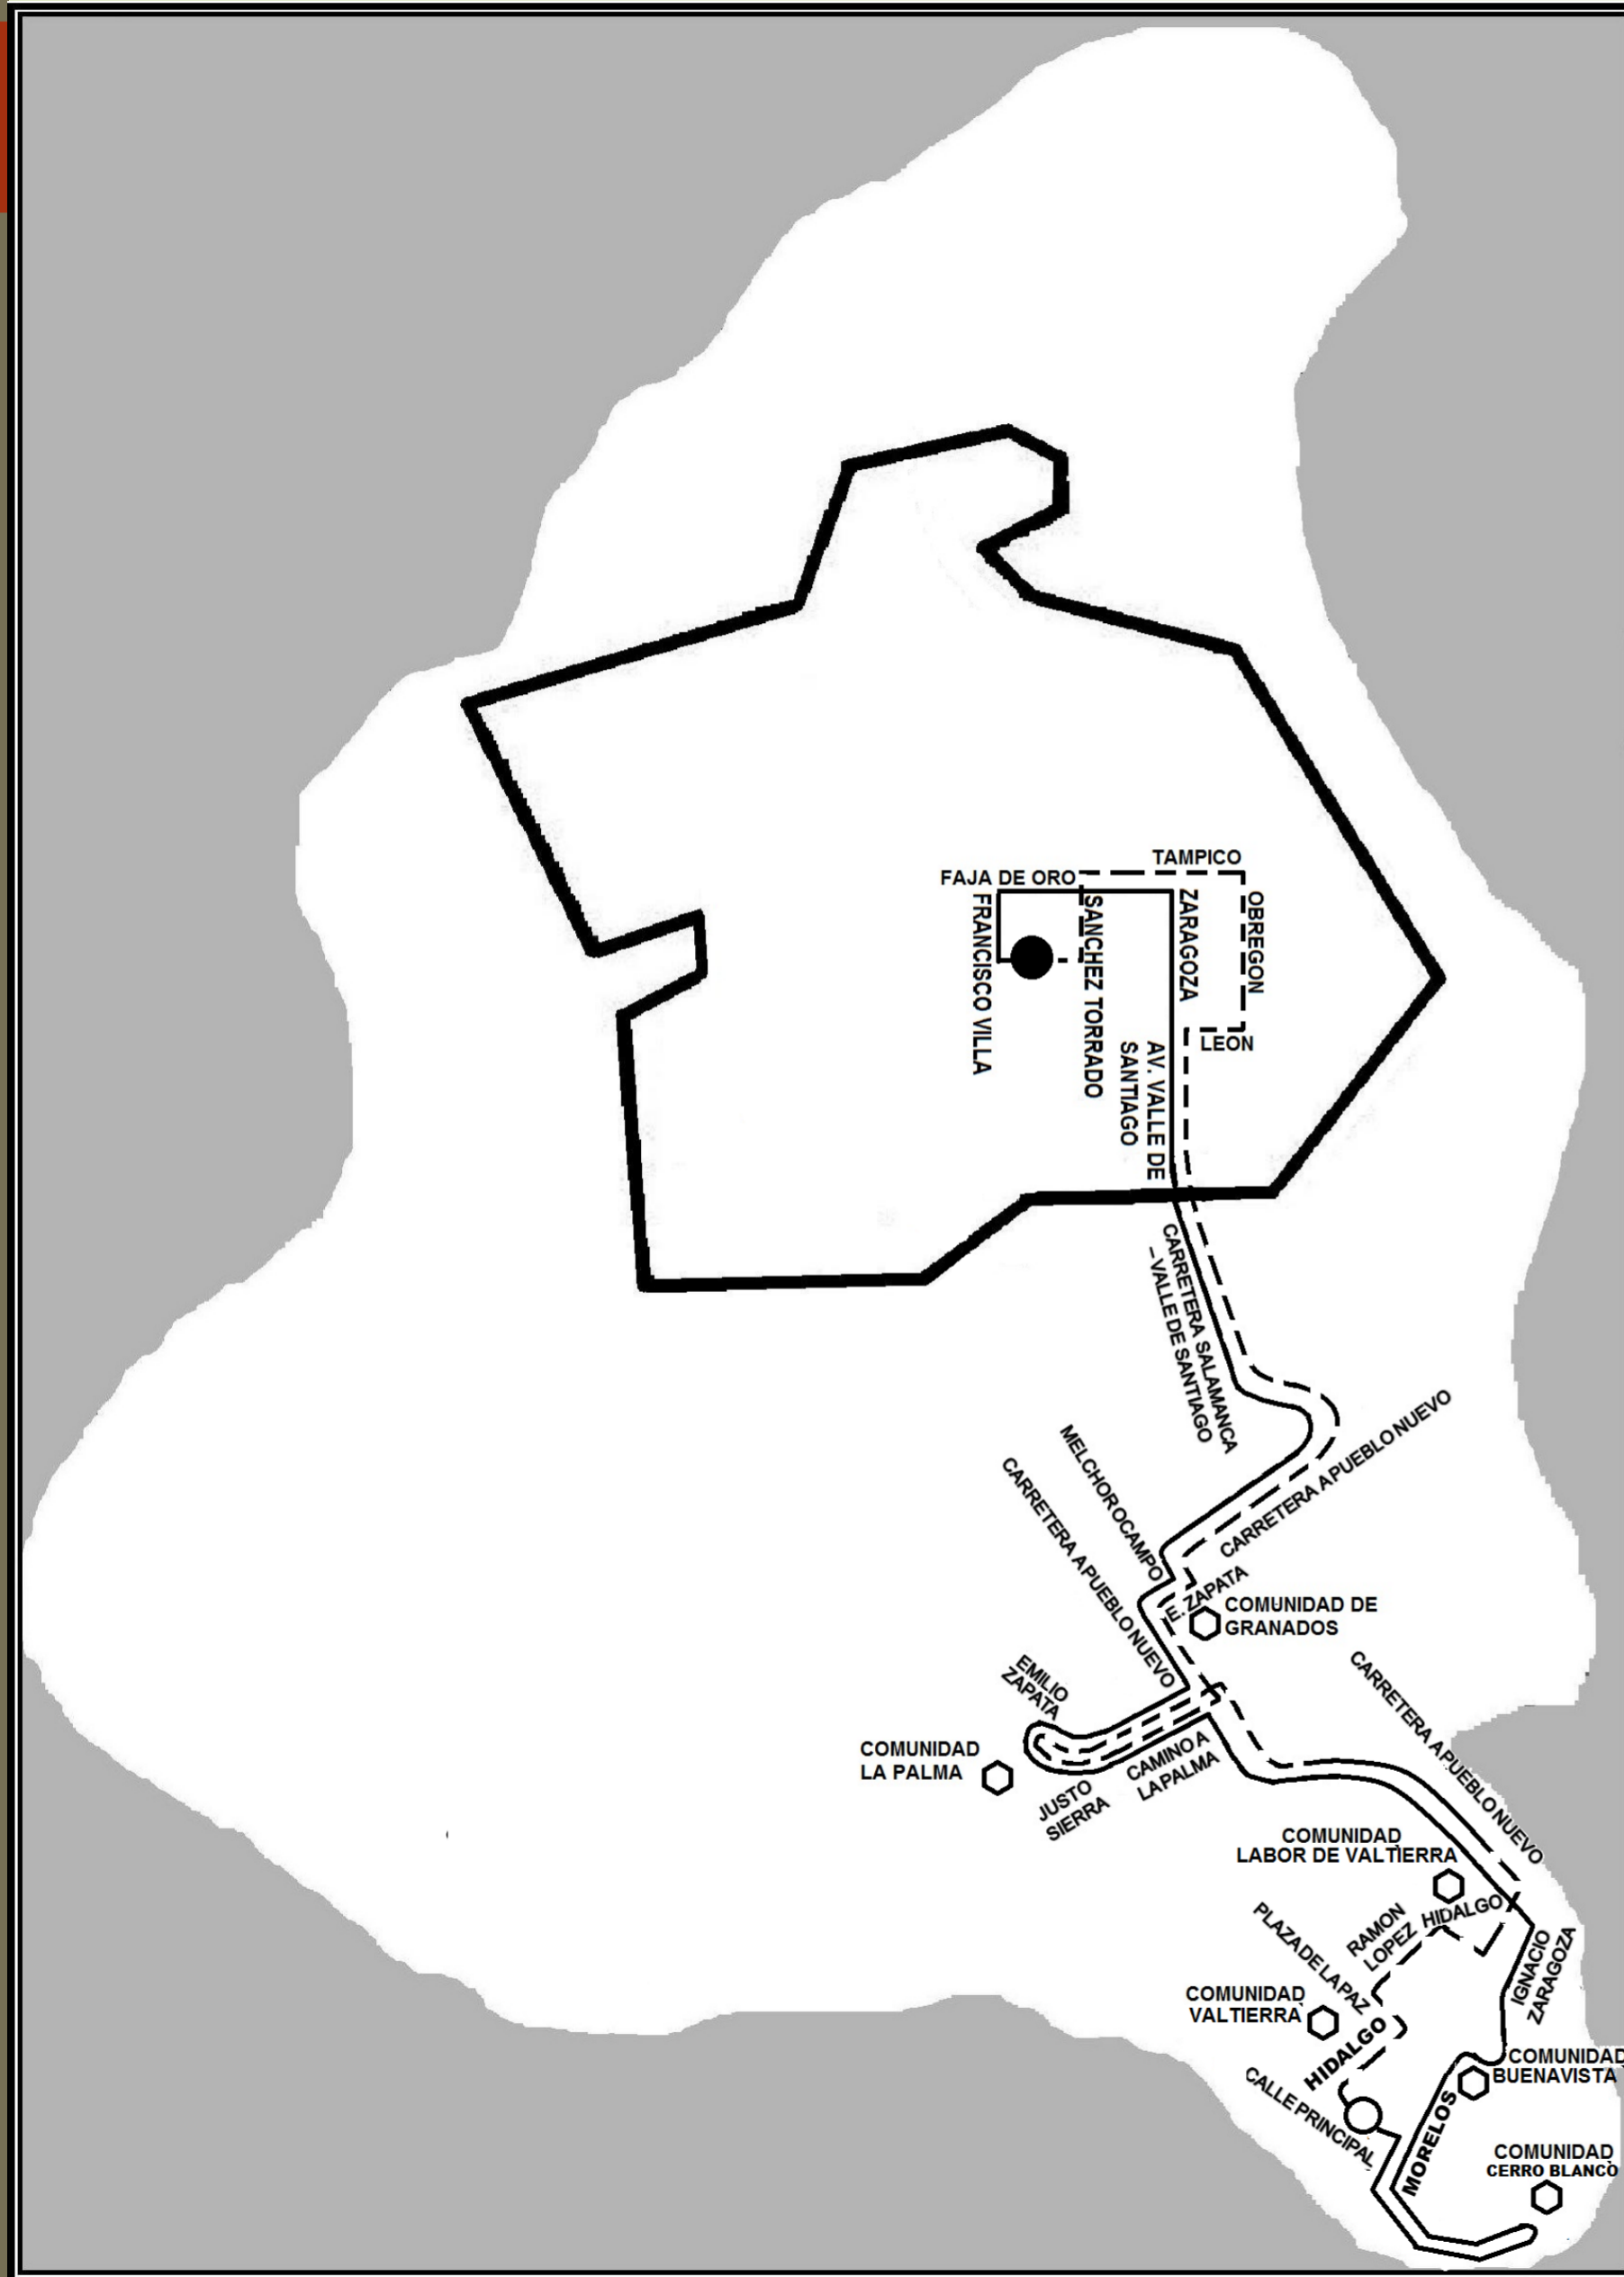 TAMPICO
FAJA DE ORO
FRANCISCO VILLA
SANCHEZ TORRADO
ZARAGOZA
OBREGON
LEON
AV. VALLE DE
SANTIAGO
CARRETERA SALAMANCA
–VALLE DE SANTIAGO
CARRETERA A PUEBLO NUEVO
MELCHOR OCAMPO
CARRETERA A PUEBLO NUEVO
E. ZAPATA
COMUNIDAD DE
GRANADOS
EMILIO
ZAPATA
CARRETERA A PUEBLO NUEVO
COMUNIDAD
LA PALMA
CAMINO A
LA PALMA
JUSTO
SIERRA
COMUNIDAD
LABOR DE VALTIERRA
HIDALGO
RAMON
LOPEZ
PLAZA DE LA PAZ
IGNACIO
ZARAGOZA
COMUNIDAD
VALTIERRA
HIDALGO
COMUNIDAD
BUENAVISTA
CALLE PRINCIPAL
MORELOS
COMUNIDAD
CERRO BLANCO